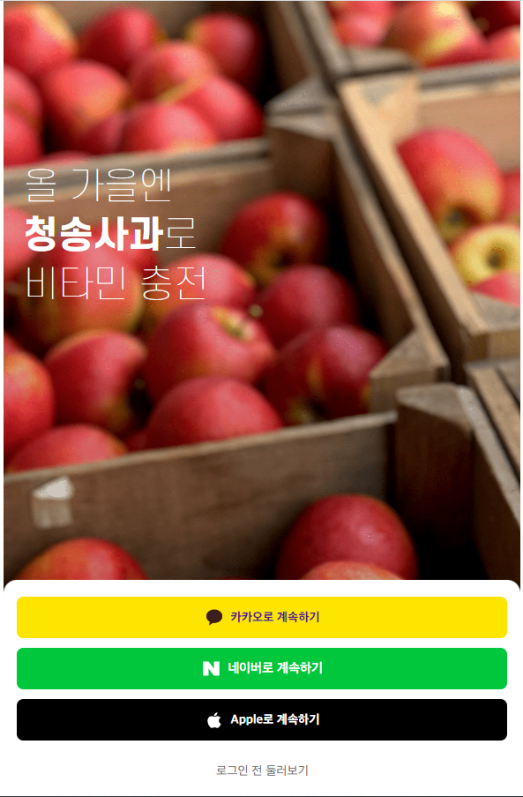 올 가을엔
청송사과로
비타민 충전
카카오로 계속하기
네이버로 계속하기
Apple로 계속하기
로그인 전 둘러보기